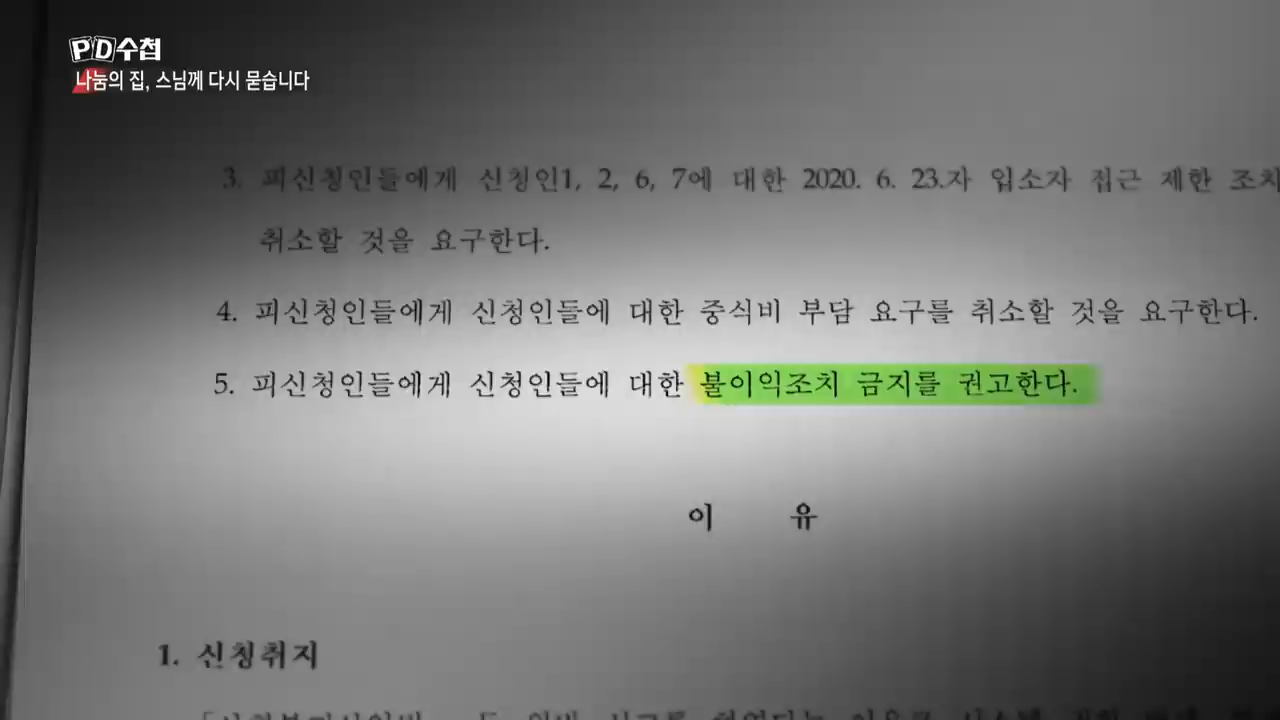 PD수첩
나눔의 집, 스님께 다시 묻습니다
3. 피신청인들에게 신청인1, 2, 6, 7에 대한 2020. 6. 23.자 입소자 접근 제한 조치
취소할 것을 요구한다.
4. 피신청인들에게 신청인들에 대한 중식비 부담 요구를 취소할 것을 요구한다.
5. 피신청인들에게 신청인들에 대한 불이익조치 금지를 권고한다.
이 유
1. 신청취지